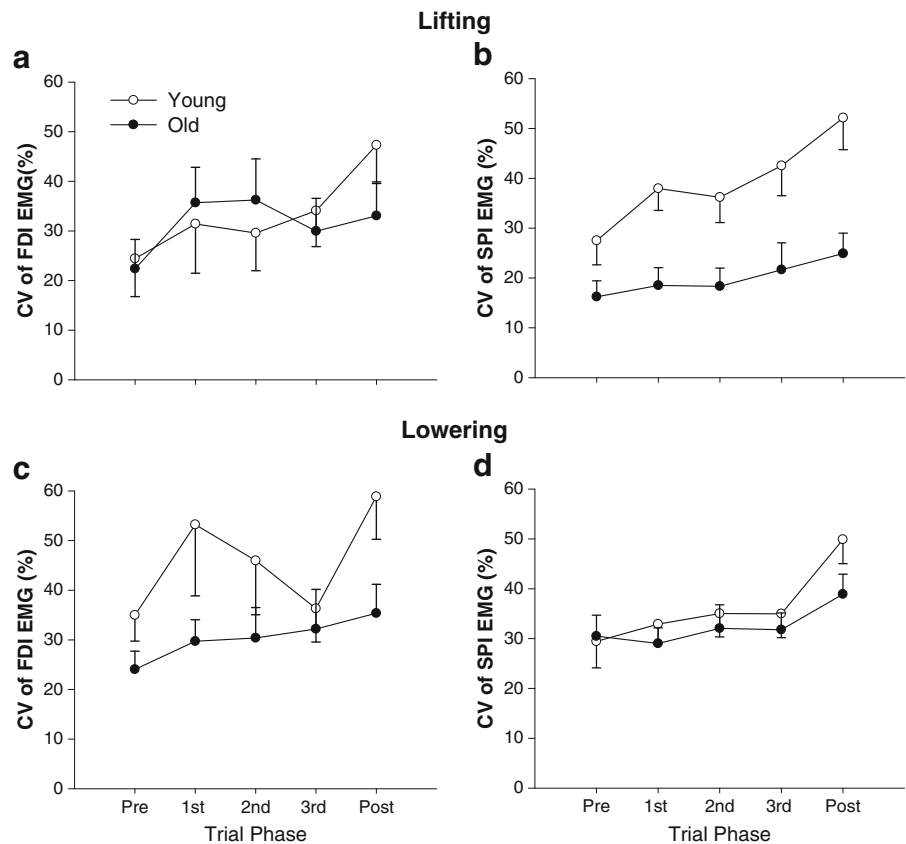 Lifting
a
b
60
50
40
30
20
10
0
CV of FDI EMG(%)
Young
Old
60
50
40
30
20
10
0
CV of SPI EMG (%)
Lowering
c
d
60
50
40
30
20
10
0
CV of FDI EMG (%)
Pre 1st 2nd 3rd Post
Trial Phase
60
50
40
30
20
10
0
CV of SPI EMG (%)
Pre 1st 2nd 3rd Post
Trial Phase